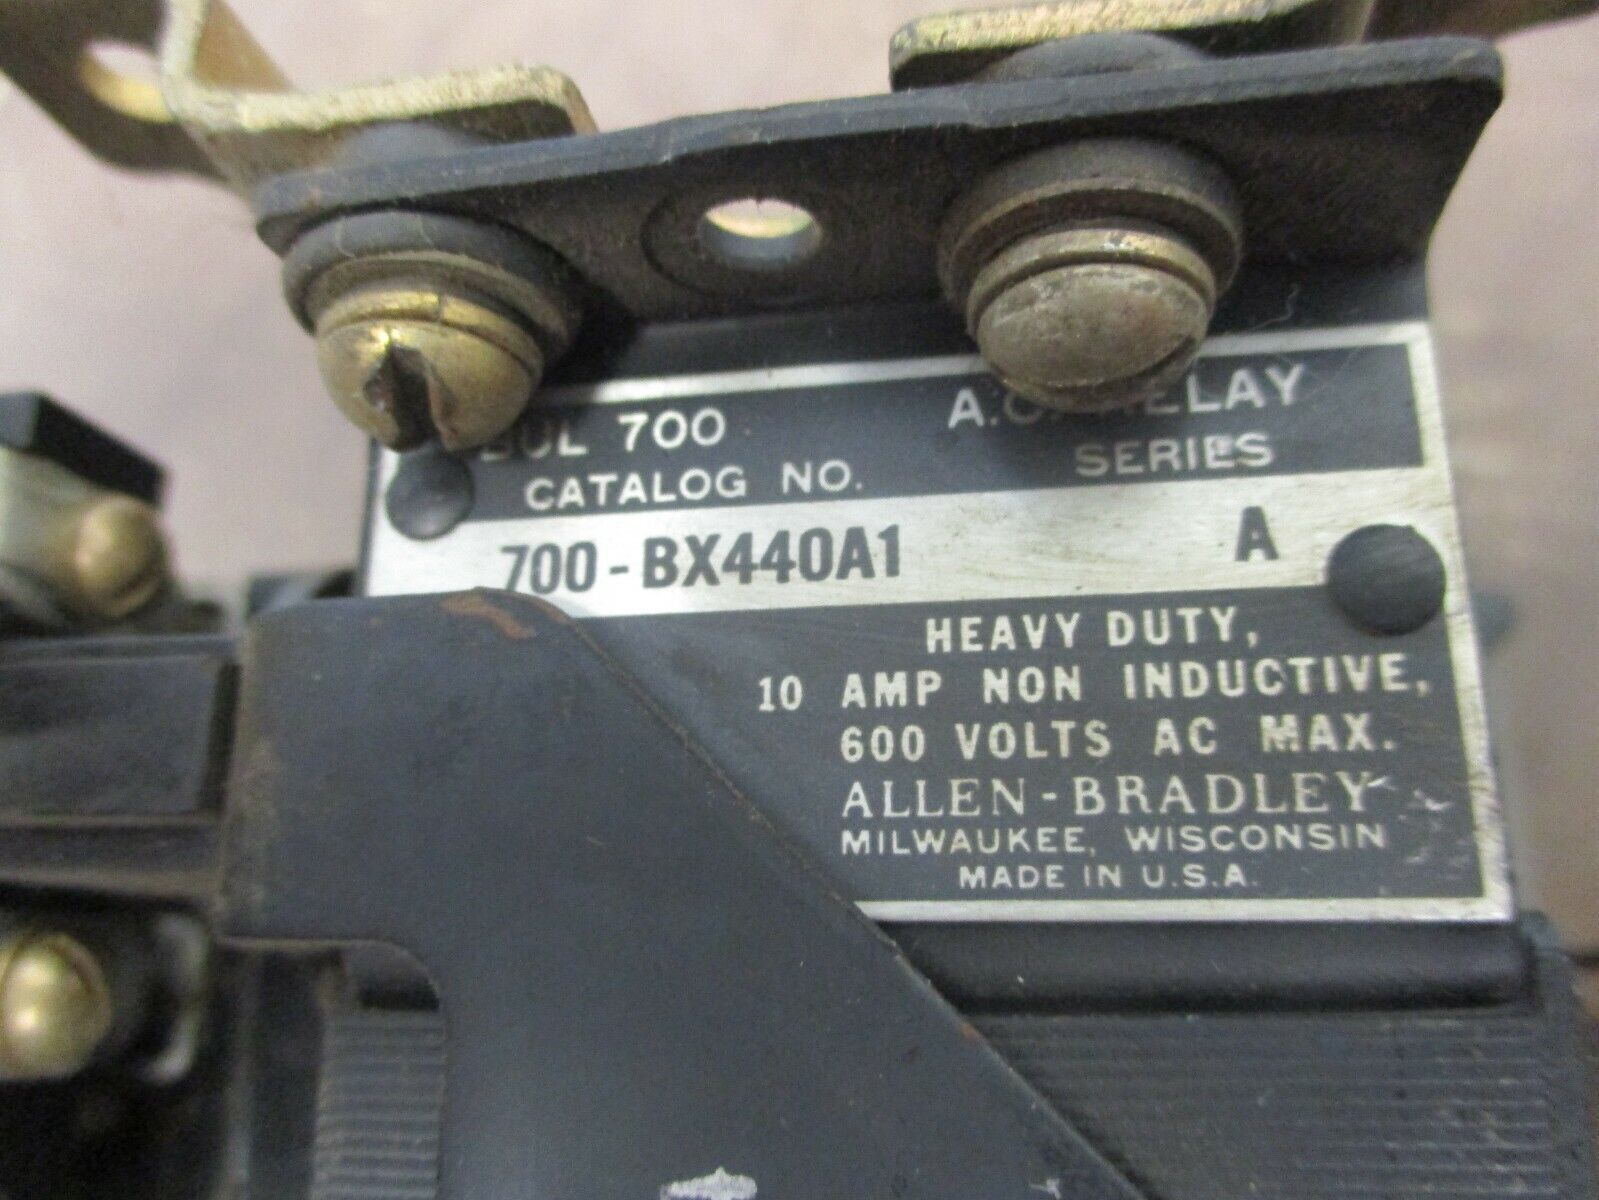 BUL 700 A.C. RELAY
CATALOG NO. SERIES
700-BX440A1 A
HEAVY DUTY,
10 AMP NON INDUCTIVE,
600 VOLTS AC MAX.
ALLEN-BRADLEY
MILWAUKEE, WISCONSIN
MADE IN U.S.A.